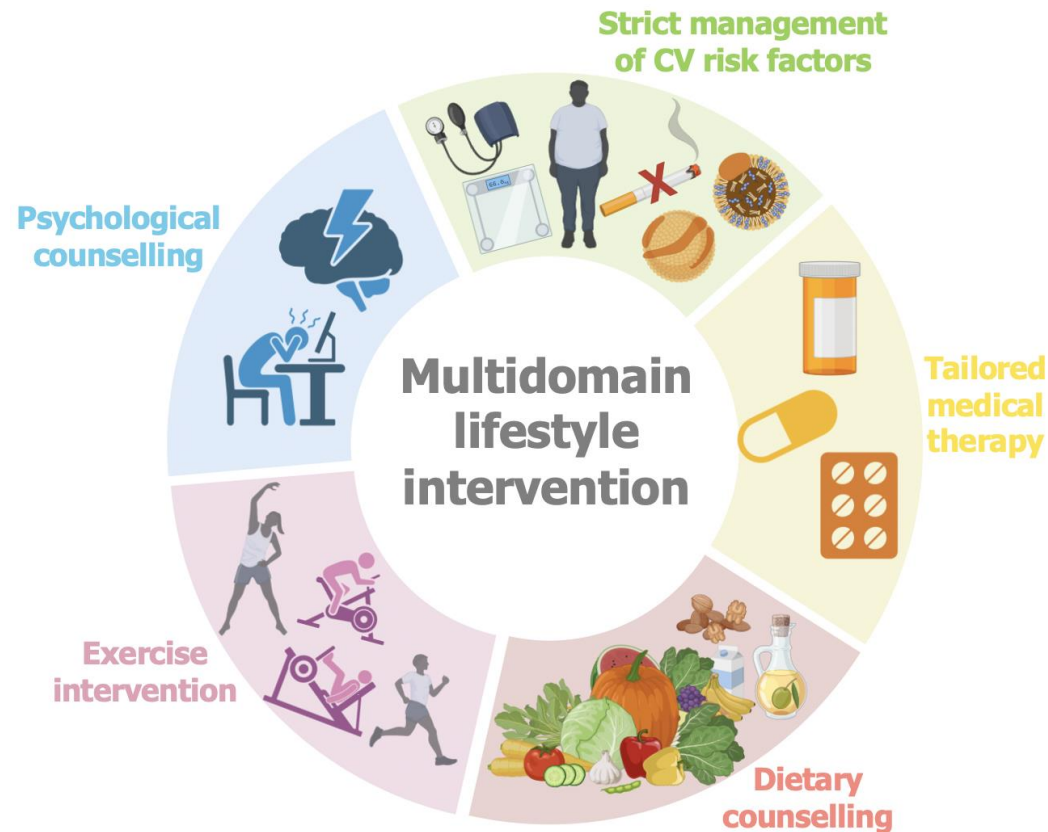 Strict management
of CV risk factors
Psychological
counselling
Multidomain
lifestyle
intervention
Tailored
medical
therapy
Exercise
intervention
Dietary
counselling